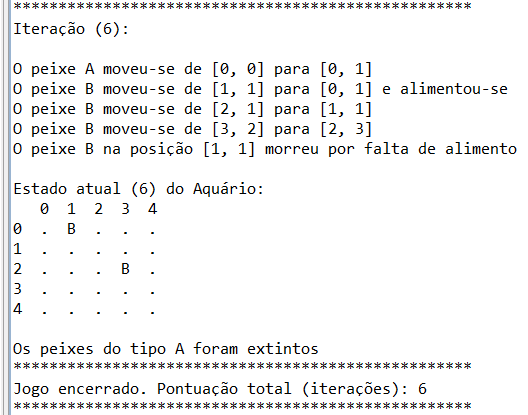 ***************************************************
Iteração (6):
O peixe A moveu-se de [0, 0] para [0, 1]
O peixe B moveu-se de [1, 1] para [0, 1] e alimentou-se
O peixe B moveu-se de [2, 1] para [1, 1]
O peixe B moveu-se de [3, 2] para [2, 3]
O peixe B na posição [1, 1] morreu por falta de alimento
Estado atual (6) do Aquário:
   0  1  2  3  4
0  .  B  .  .  .
1  .  .  .  .  .
2  .  .  .  B  .
3  .  .  .  .  .
4  .  .  .  .  .
Os peixes do tipo A foram extintos
***************************************************
Jogo encerrado. Pontuação total (iterações): 6
***************************************************